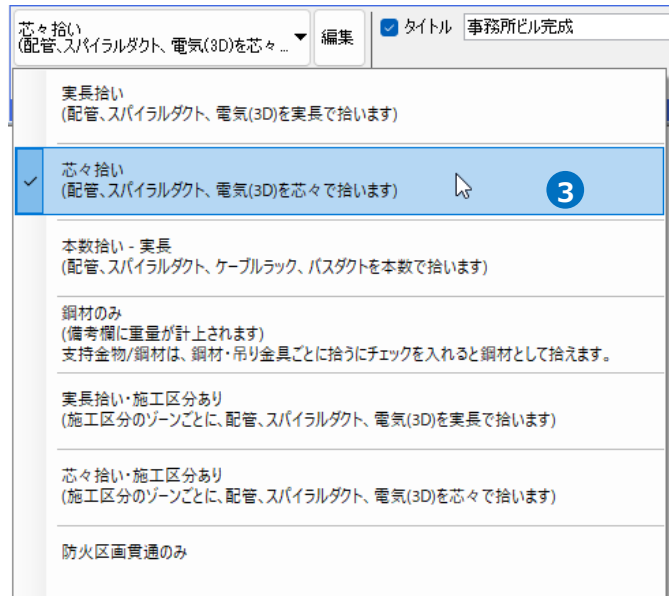 芯々拾い
(配管、スパイラルダクト、電気(3D)を芯々...
編集
タイトル 事務所ビル完成
実長拾い
(配管、スパイラルダクト、電気(3D)を実長で拾います)
芯々拾い
(配管、スパイラルダクト、電気(3D)を芯々で拾います)
3
本数拾い - 実長
(配管、スパイラルダクト、ケーブルラック、バスダクトを本数で拾います)
鋼材のみ
(備考欄に重量が計上されます)
支持金物/鋼材は、鋼材・吊り金具ごとに拾うにチェックを入れると鋼材として拾えます。
実長拾い・施工区分あり
(施工区分のゾーンごとに、配管、スパイラルダクト、電気(3D)を実長で拾います)
芯々拾い・施工区分あり
(施工区分のゾーンごとに、配管、スパイラルダクト、電気(3D)を芯々で拾います)
防火区画貫通のみ